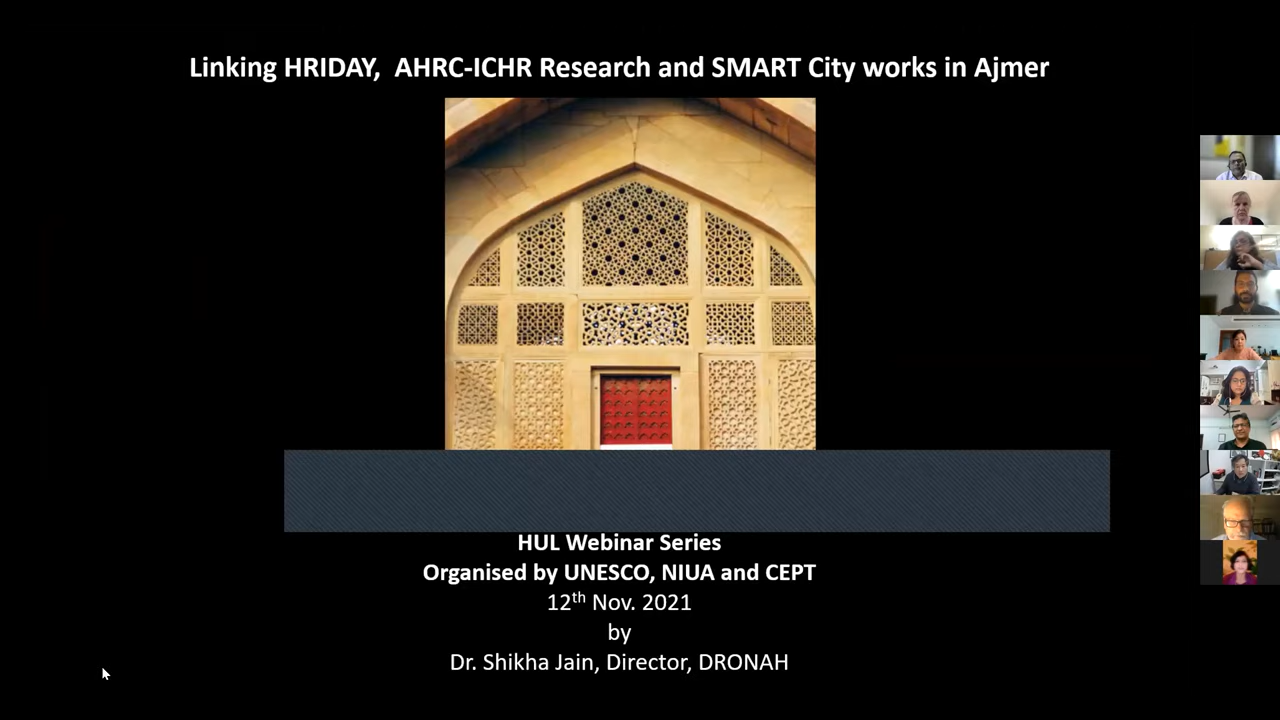 Linking HRIDAY, AHRC-ICHR Research and SMART City works in Ajmer
HUL Webinar Series
Organised by UNESCO, NIUA and CEPT
12th Nov. 2021
by
Dr. Shikha Jain, Director, DRONAH